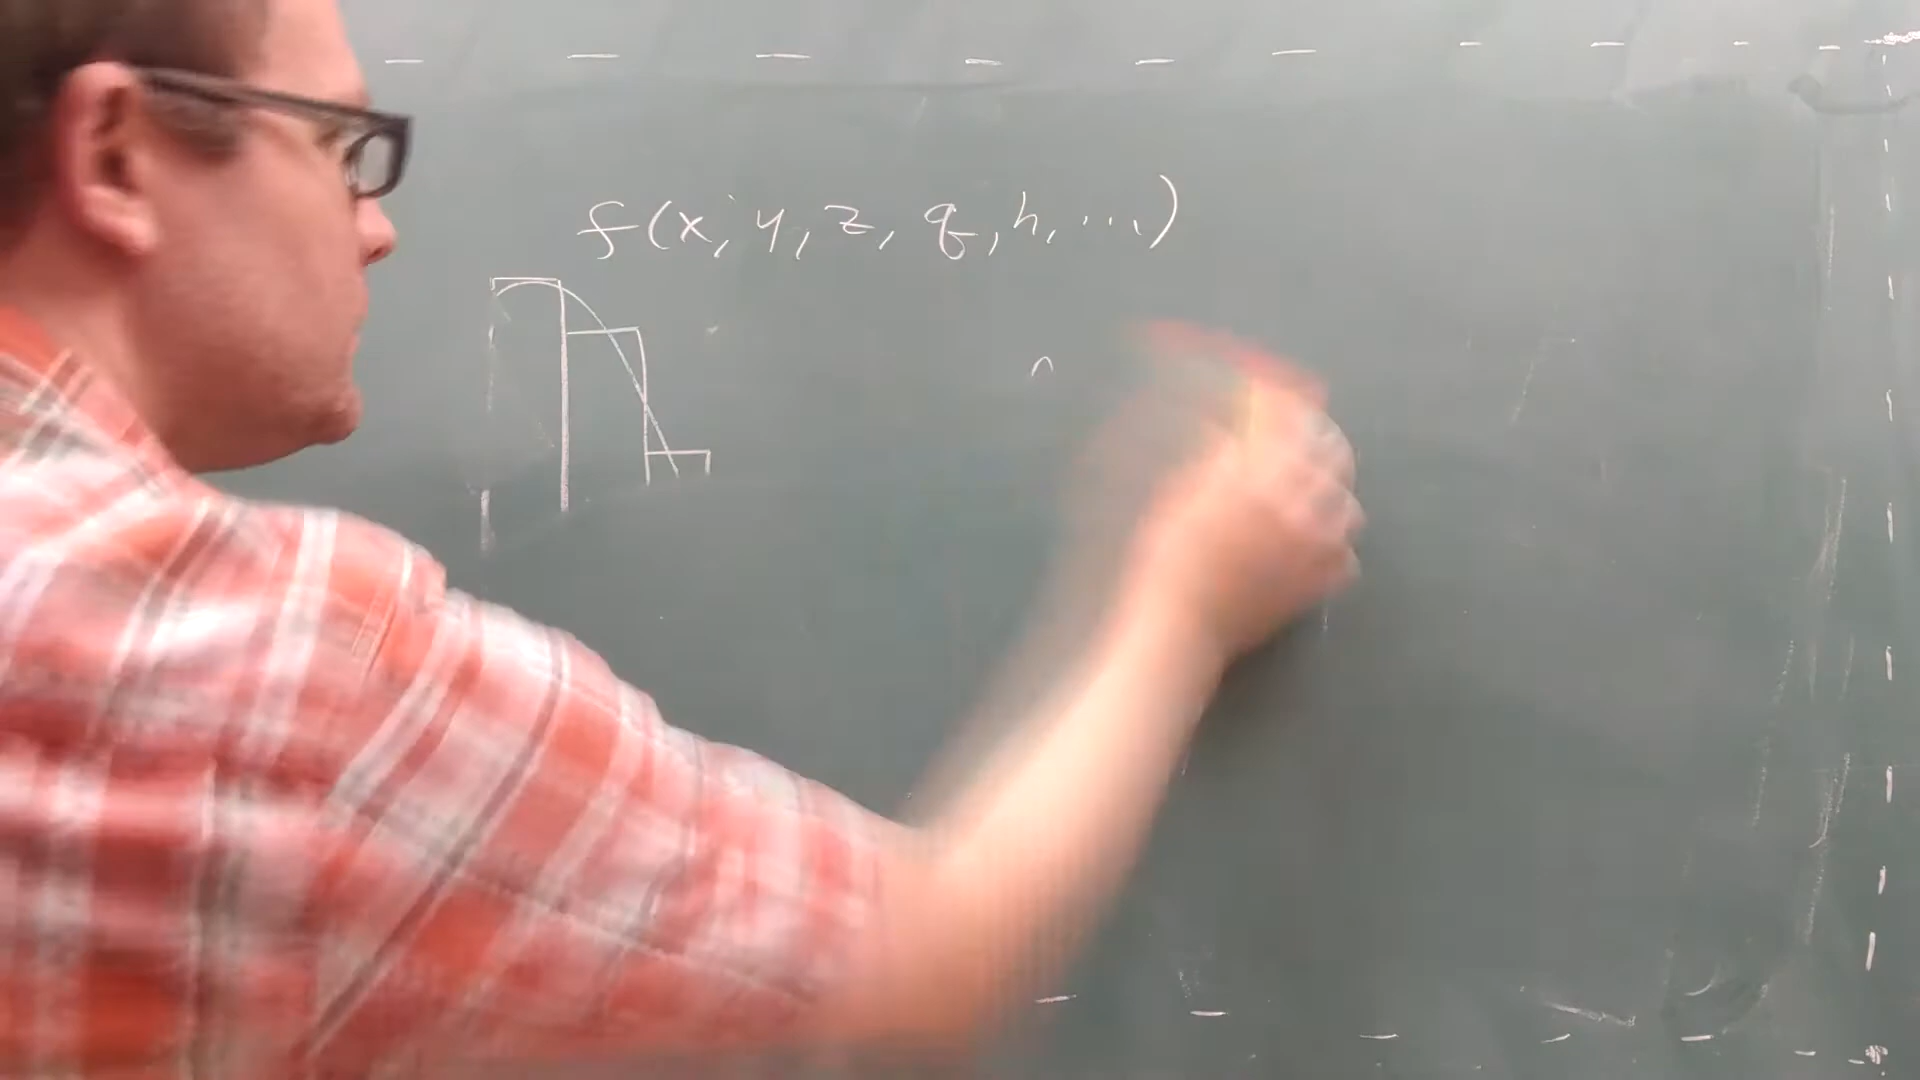 f(x, y, z, q, h, ...)